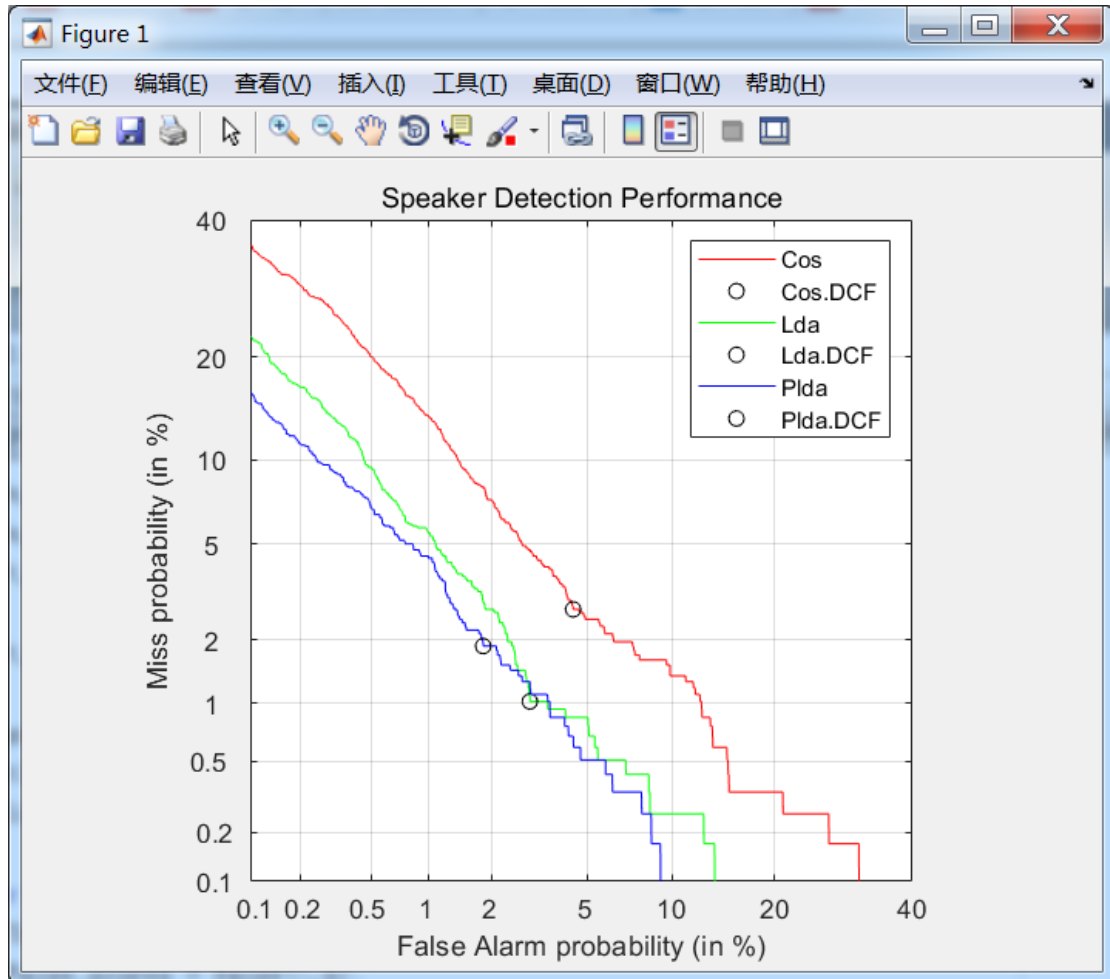 Figure 1
文件(F) 编辑(E) 查看(V) 插入(I) 工具(T) 桌面(D) 窗口(W) 帮助(H)
Speaker Detection Performance
Cos
Cos.DCF
Lda
Lda.DCF
Plda
Plda.DCF
Miss probability (in %)
40
20
10
5
2
1
0.5
0.2
0.1
0.1 0.2 0.5 1 2 5 10 20 40
False Alarm probability (in %)